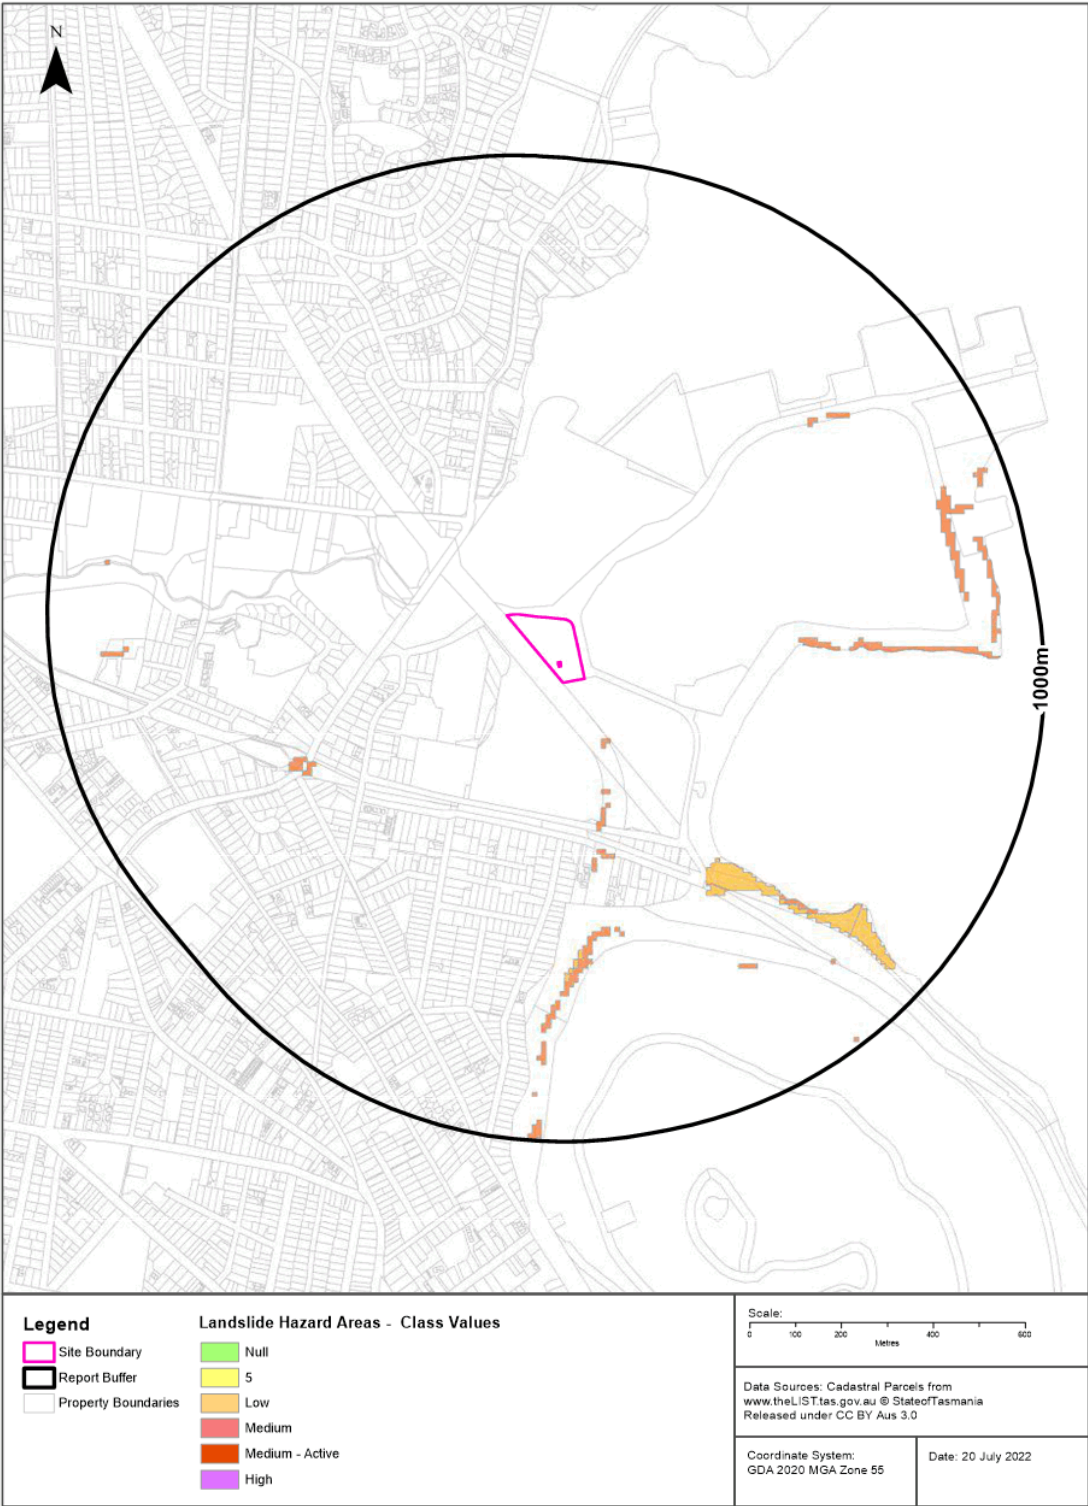 N
1000m
Legend
Site Boundary
Report Buffer
Property Boundaries
Landslide Hazard Areas - Class Values
Null
5
Low
Medium
Medium - Active
High
Scale:
0 100 200 400 600
Metres
Data Sources: Cadastral Parcels from
www.theLIST.tas.gov.au © StateofTasmania
Released under CC BY Aus 3.0
Coordinate System:
GDA 2020 MGA Zone 55
Date: 20 July 2022